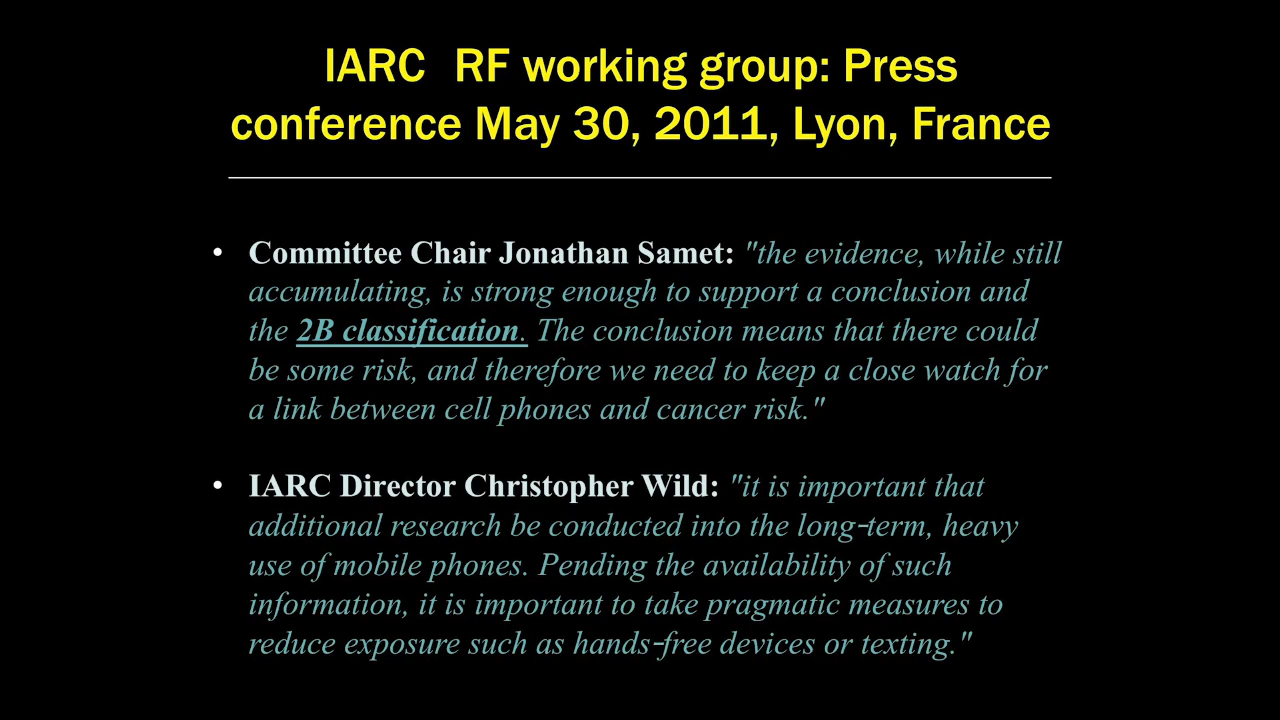 IARC  RF working group: Press
conference May 30, 2011, Lyon, France
• Committee Chair Jonathan Samet: "the evidence, while still
accumulating, is strong enough to support a conclusion and
the 2B classification. The conclusion means that there could
be some risk, and therefore we need to keep a close watch for
a link between cell phones and cancer risk."
• IARC Director Christopher Wild: "it is important that
additional research be conducted into the long-term, heavy
use of mobile phones. Pending the availability of such
information, it is important to take pragmatic measures to
reduce exposure such as hands-free devices or texting."